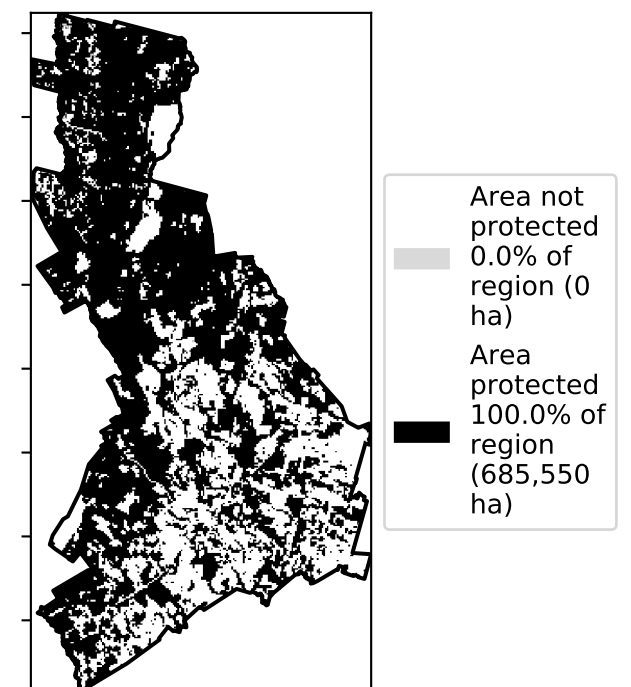 Area not
protected
0.0% of
region (0
ha)
Area
protected
100.0% of
region
(685,550
ha)